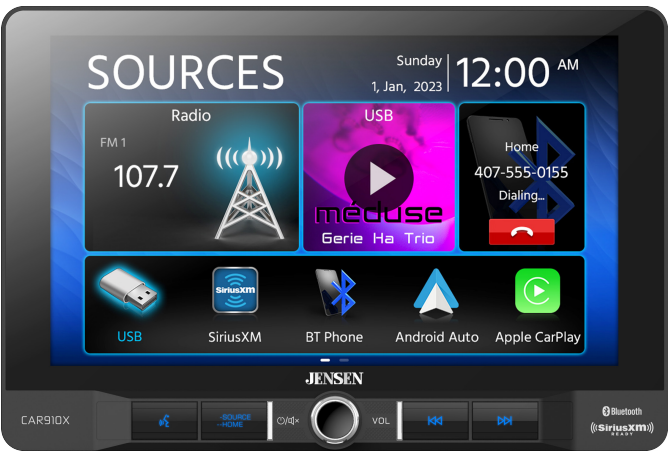 SOURCES
Sunday
1, Jan, 2023
12:00 AM
Radio
FM 1
107.7
USB
méduse
Gerie Ha Trio
Home
407-555-0155
Dialing...
SiriusXM
USB
SiriusXM
BT Phone
Android Auto
Apple CarPlay
JENSEN
CAR910X
SOURCE
HOME
VOL
Bluetooth
((SiriusXM))
READY